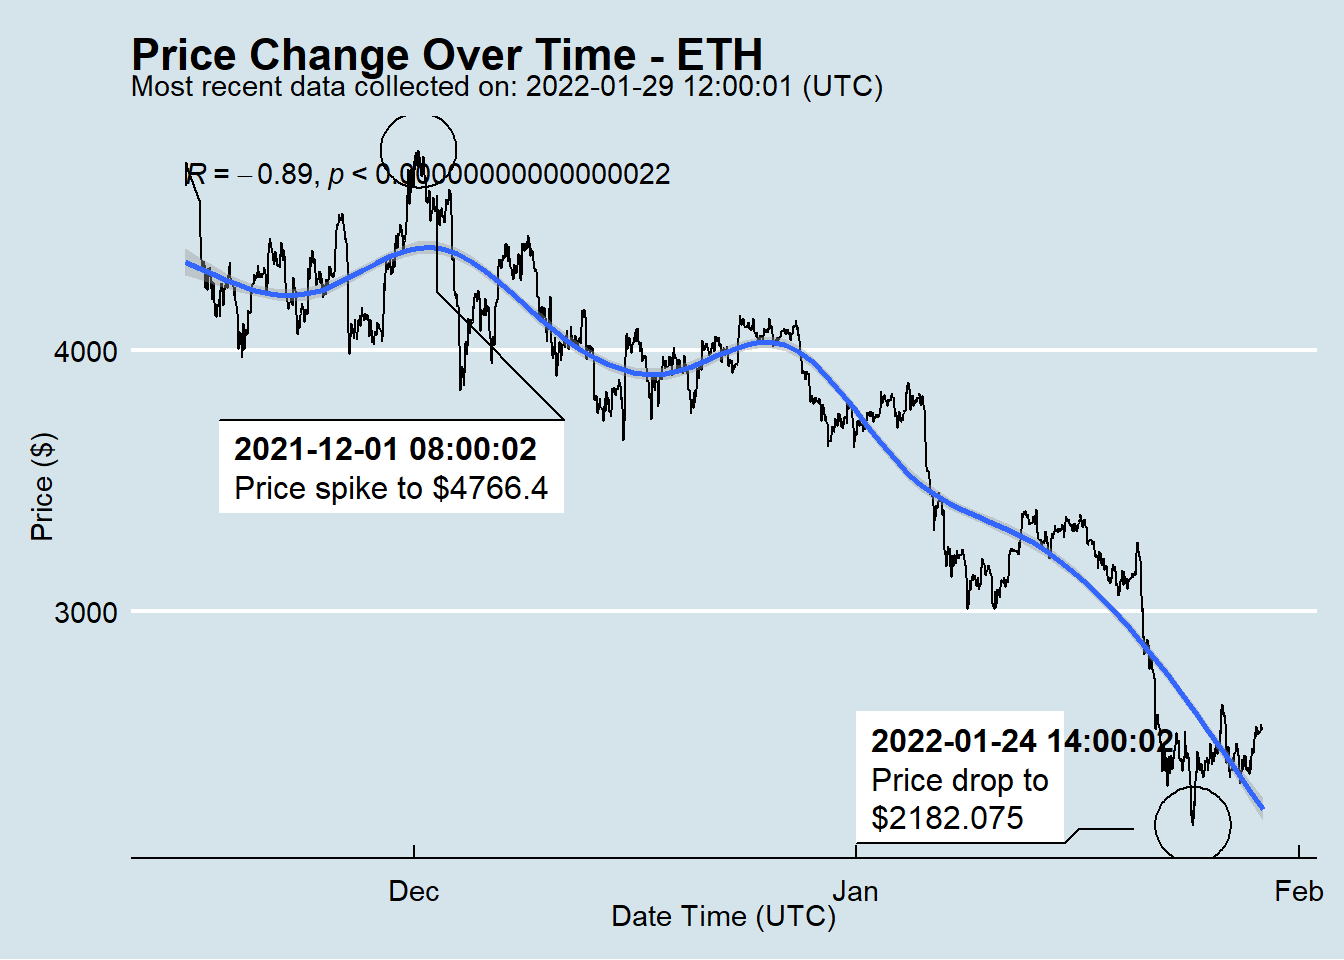 Price Change Over Time - ETH
Most recent data collected on: 2022-01-29 12:00:01 (UTC)
R = −0.89, p < 0.00000000000000022
4000
2021-12-01 08:00:02
Price spike to $4766.4
Price ($)
3000
2022-01-24 14:00:02
Price drop to
$2182.075
Dec
Jan
Feb
Date Time (UTC)